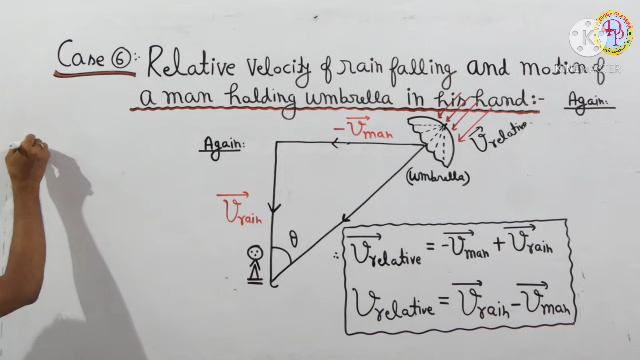 Case ⑥:- Relative velocity of rain falling and motion of
a man holding umbrella in his hand:-
Again:
Again:
-V⃗man
V⃗relative
(Umbrella)
V⃗rain
θ
∴ V⃗relative = -V⃗man + V⃗rain
V⃗relative = V⃗rain - V⃗man